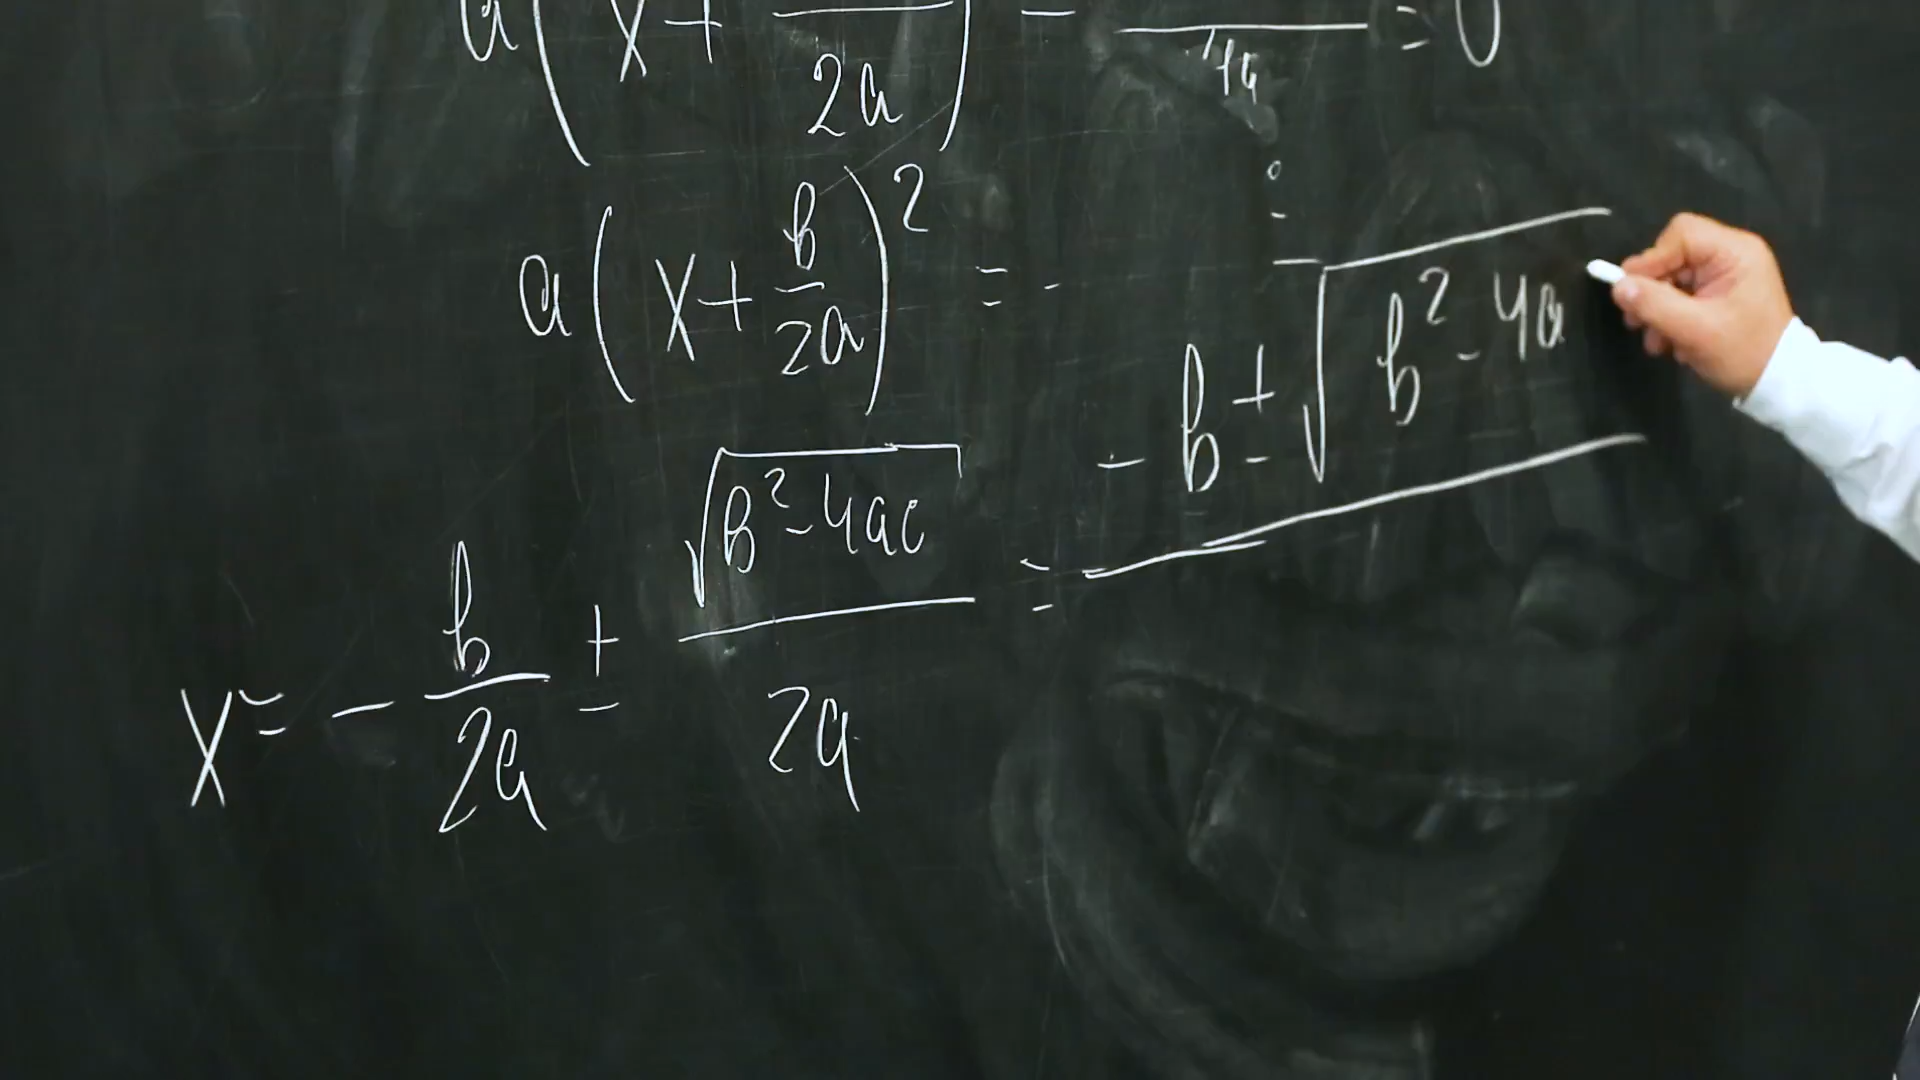 a(x + /2a) - /4a = 0
a(x + b/2a)² = -
x = - b/2a ± √(b² - 4ac)/2a = - b ± √(b² - 4a